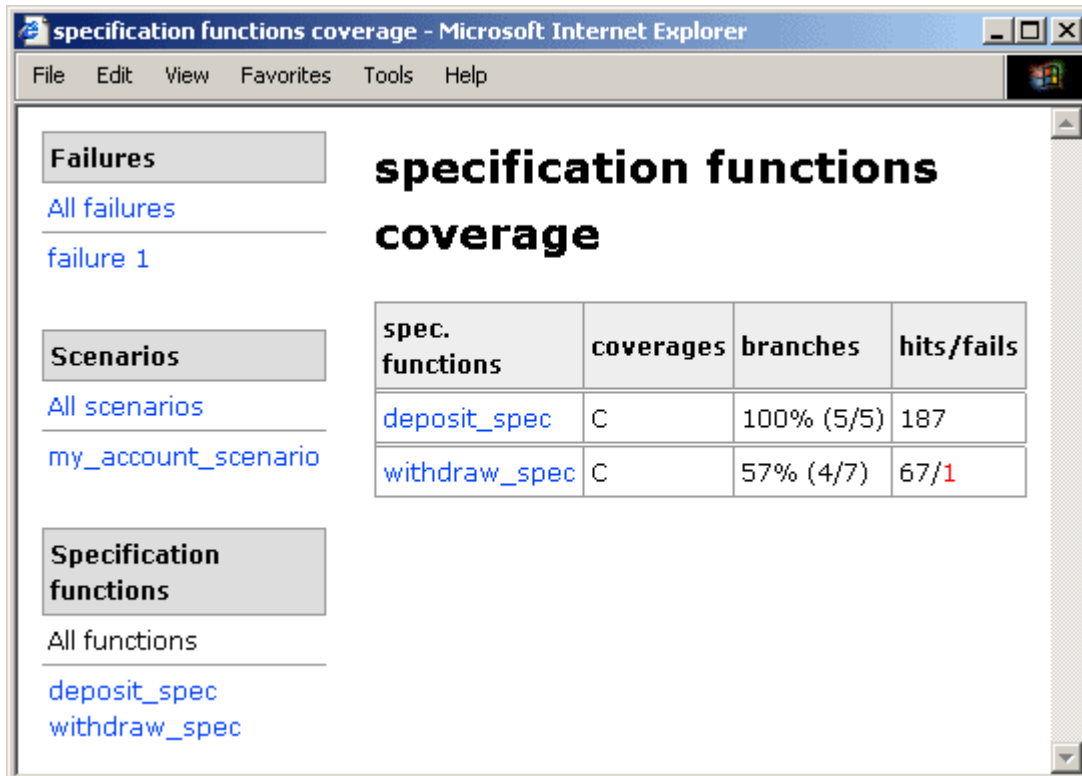 specification functions coverage - Microsoft Internet Explorer
File Edit View Favorites Tools Help
Failures
All failures
failure 1
Scenarios
All scenarios
my_account_scenario
Specification
functions
All functions
deposit_spec
withdraw_spec
specification functions
coverage
spec.
functions coverages branches hits/fails
deposit_spec C 100% (5/5) 187
withdraw_spec C 57% (4/7) 67/1